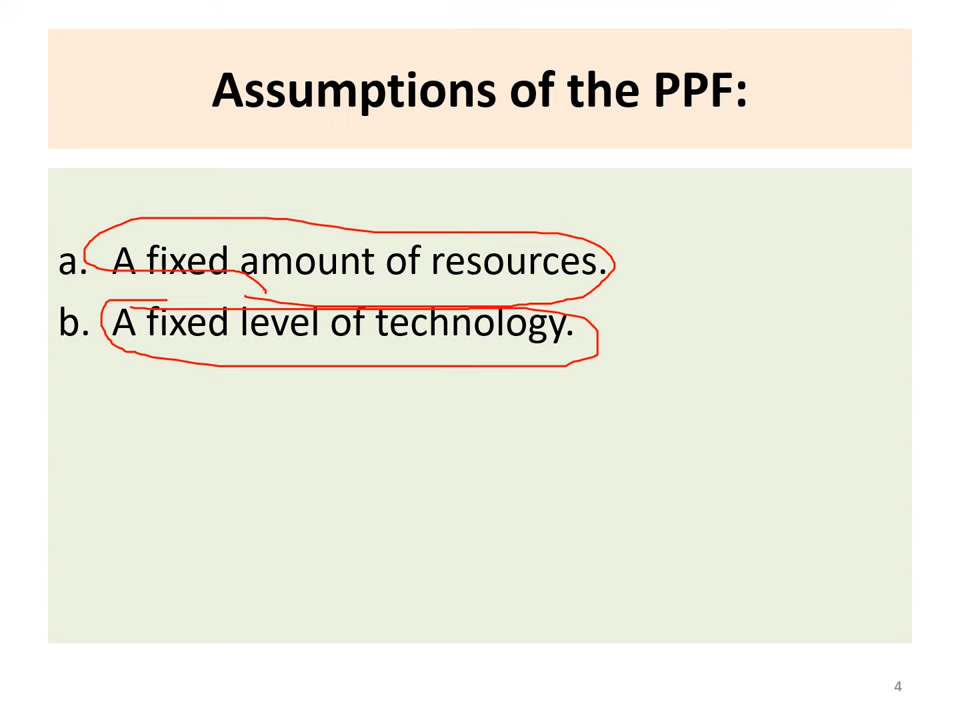 Assumptions of the PPF:
a. A fixed amount of resources.
b. A fixed level of technology.
4